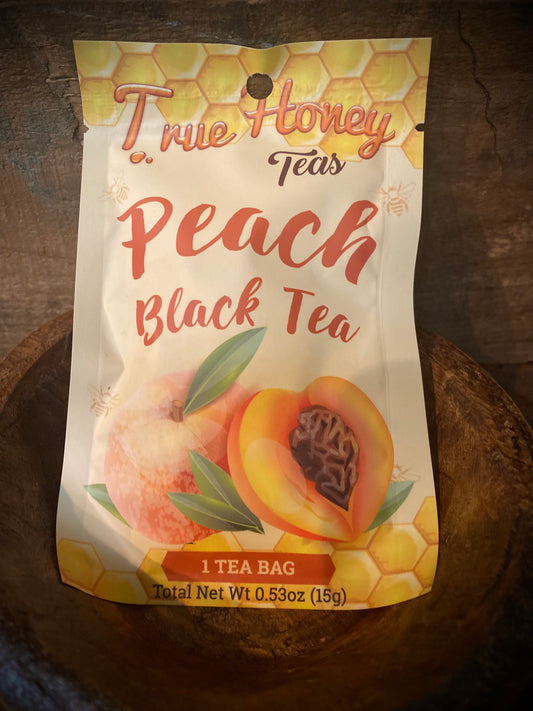 True Honey
Teas
Peach
Black Tea
1 TEA BAG
Total Net Wt 0.53oz (15g)